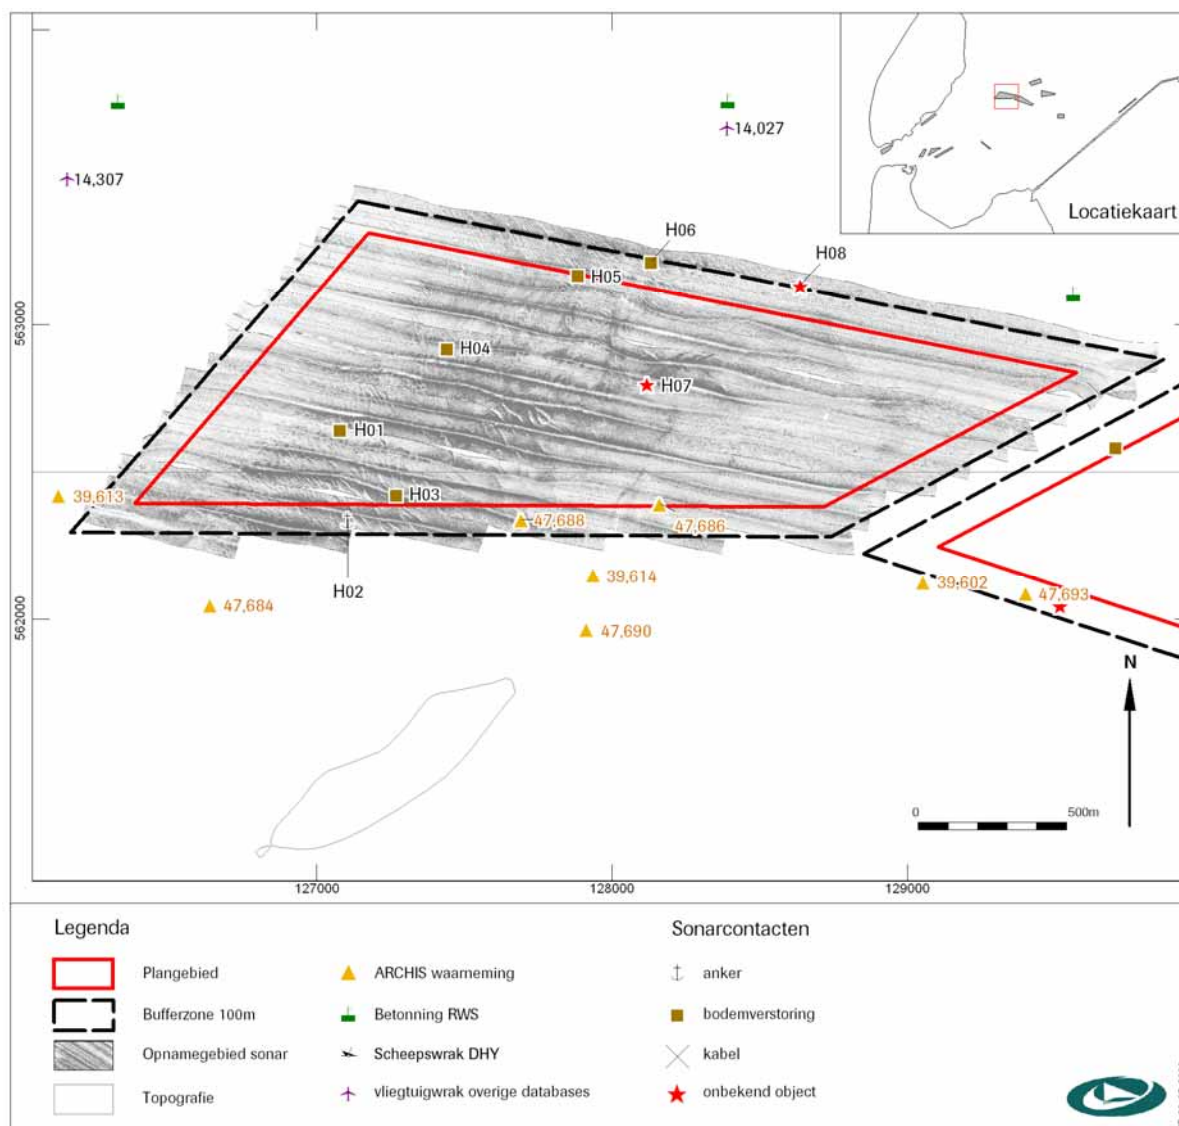 Locatiekaart
14,027
14,307
H06
H08
H05
563000
H04
H07
H01
39,613
H03
47,688
47,686
39,614
39,602
H02
47,693
47,684
562000
47,690
N
0 500m
127000 128000 129000
Legenda
Sonarcontacten
Plangebied
ARCHIS waarneming
anker
Bufferzone 100m
Betonning RWS
bodemverstoring
Opnamegebied sonar
Scheepswrak DHY
kabel
Topografie
vliegtuigwrak overige databases
onbekend object